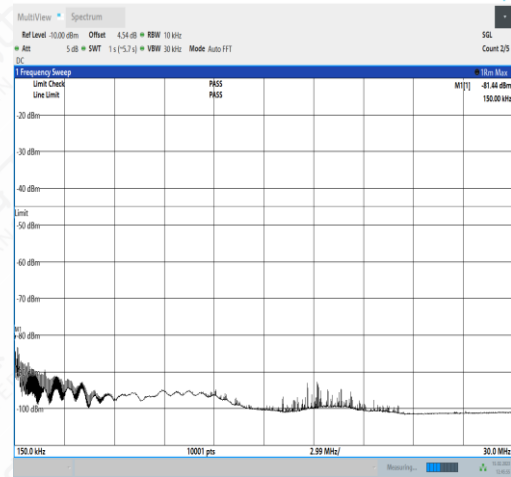 MultiView Spectrum
Ref Level -10.00 dBm Offset 4.54 dB RBW 10 kHz SGL
Att 5 dB SWT 1 s (~5.7 s) VBW 30 kHz Mode Auto FFT Count 2/5
DC
1 Frequency Sweep 1Rm Max
Limit Check PASS M1[1] -81.44 dBm
Line Limit PASS 150.00 kHz
-20 dBm
-30 dBm
-40 dBm
Limit
-50 dBm
-60 dBm
-70 dBm
M1
-80 dBm
-90 dBm
-100 dBm
150.0 kHz 10001 pts 2.99 MHz/ 30.0 MHz
Measuring...